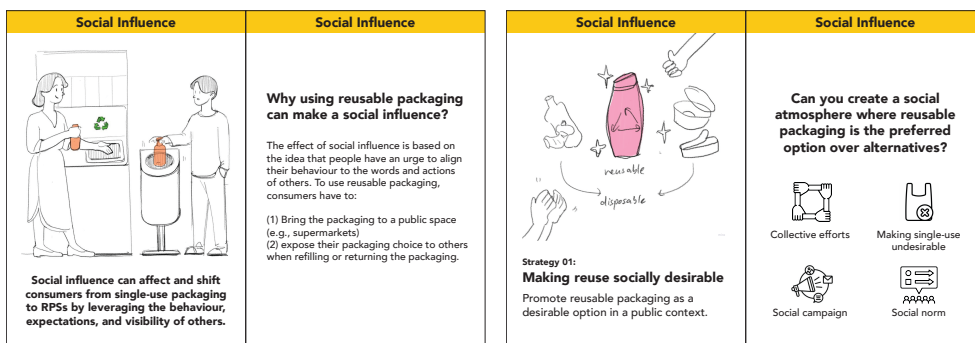 Social Influence
Social influence can affect and shift
consumers from single-use packaging
to RPSs by leveraging the behaviour,
expectations, and visibility of others.
Social Influence
Why using reusable packaging
can make a social influence?
The effect of social influence is based on
the idea that people have an urge to align
their behaviour to the words and actions
of others. To use reusable packaging,
consumers have to:
(1) Bring the packaging to a public space
(e.g., supermarkets)
(2) expose their packaging choice to others
when refilling or returning the packaging.
Social Influence
reusable
disposable
Strategy 01:
Making reuse socially desirable
Promote reusable packaging as a
desirable option in a public context.
Social Influence
Can you create a social
atmosphere where reusable
packaging is the preferred
option over alternatives?
Collective efforts
Making single-use
undesirable
Social campaign
Social norm